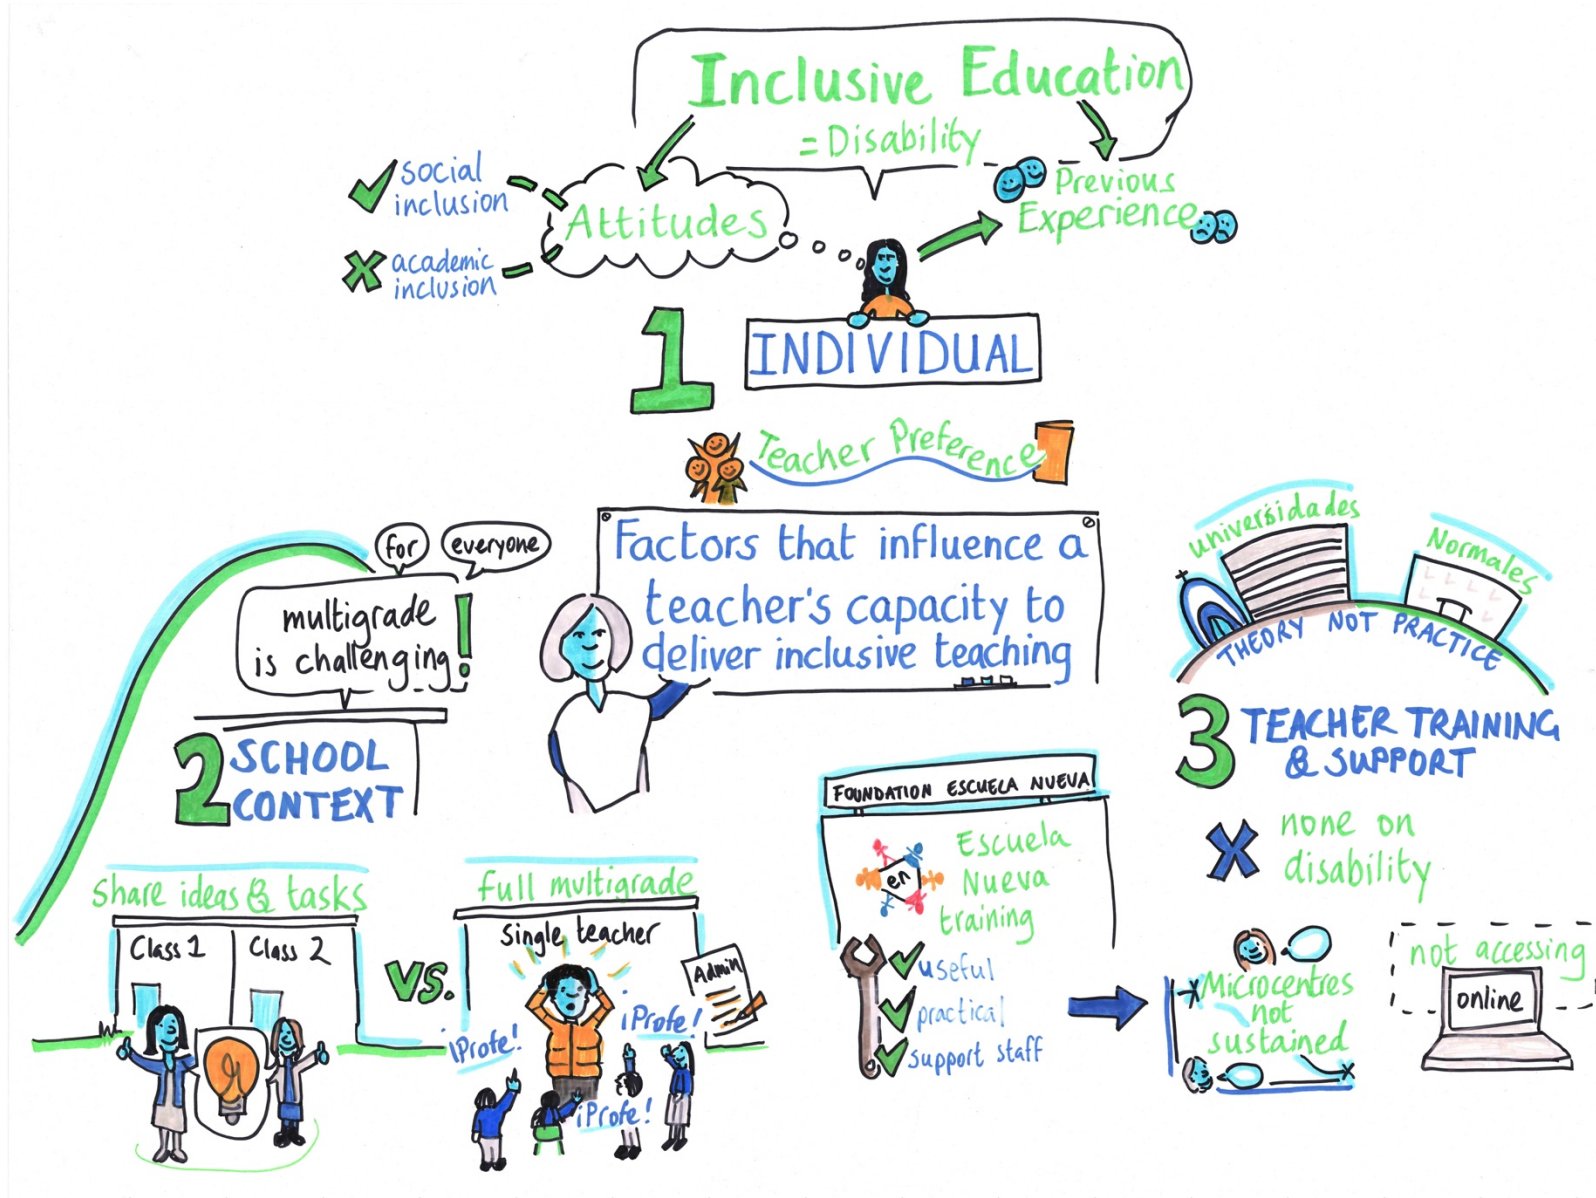 Inclusive Education
= Disability
social
inclusion
academic
inclusion
Attitudes
Previous
Experience
1
INDIVIDUAL
Teacher Preference
Factors that influence a
teacher's capacity to
deliver inclusive teaching
for
everyone
multigrade
is challenging!
2 SCHOOL
CONTEXT
Share ideas & tasks
Class 1
Class 2
vs.
full multigrade
single teacher
Admin
¡Profe!
¡Profe!
¡Profe!
FOUNDATION ESCUELA NUEVA
en
Escuela
Nueva
training
useful
practical
support staff
universidades
Normales
THEORY NOT PRACTICE
3 TEACHER TRAINING
& SUPPORT
none on
disability
Microcentres
not
sustained
not accessing
online